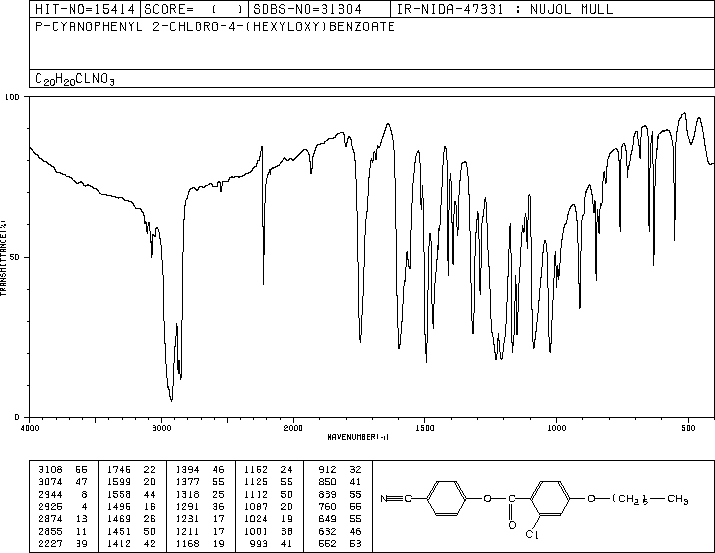 HIT-NO=15414 SCORE= ( ) SDBS-NO=31304 IR-NIDA-47331 : NUJOL MULL
P-CYANOPHENYL 2-CHLORO-4-(HEXYLOXY)BENZOATE
C20H20CLNO3
100
50
0
TRANSMITTANCE(%)
4000 3000 2000 1500 1000 500
WAVENUMBER(-1)
3108 66 1746 22 1394 46 1162 24 912 32
3074 47 1599 20 1377 55 1125 55 850 41
2944 8 1558 44 1318 25 1112 50 839 55
2925 4 1496 16 1291 36 1087 20 760 55
2874 13 1469 26 1231 17 1024 19 649 55
2855 11 1451 50 1211 17 1001 38 632 46
2227 39 1412 42 1168 19 993 41 552 53
N C O C O (CH2)5 CH3
O
Cl